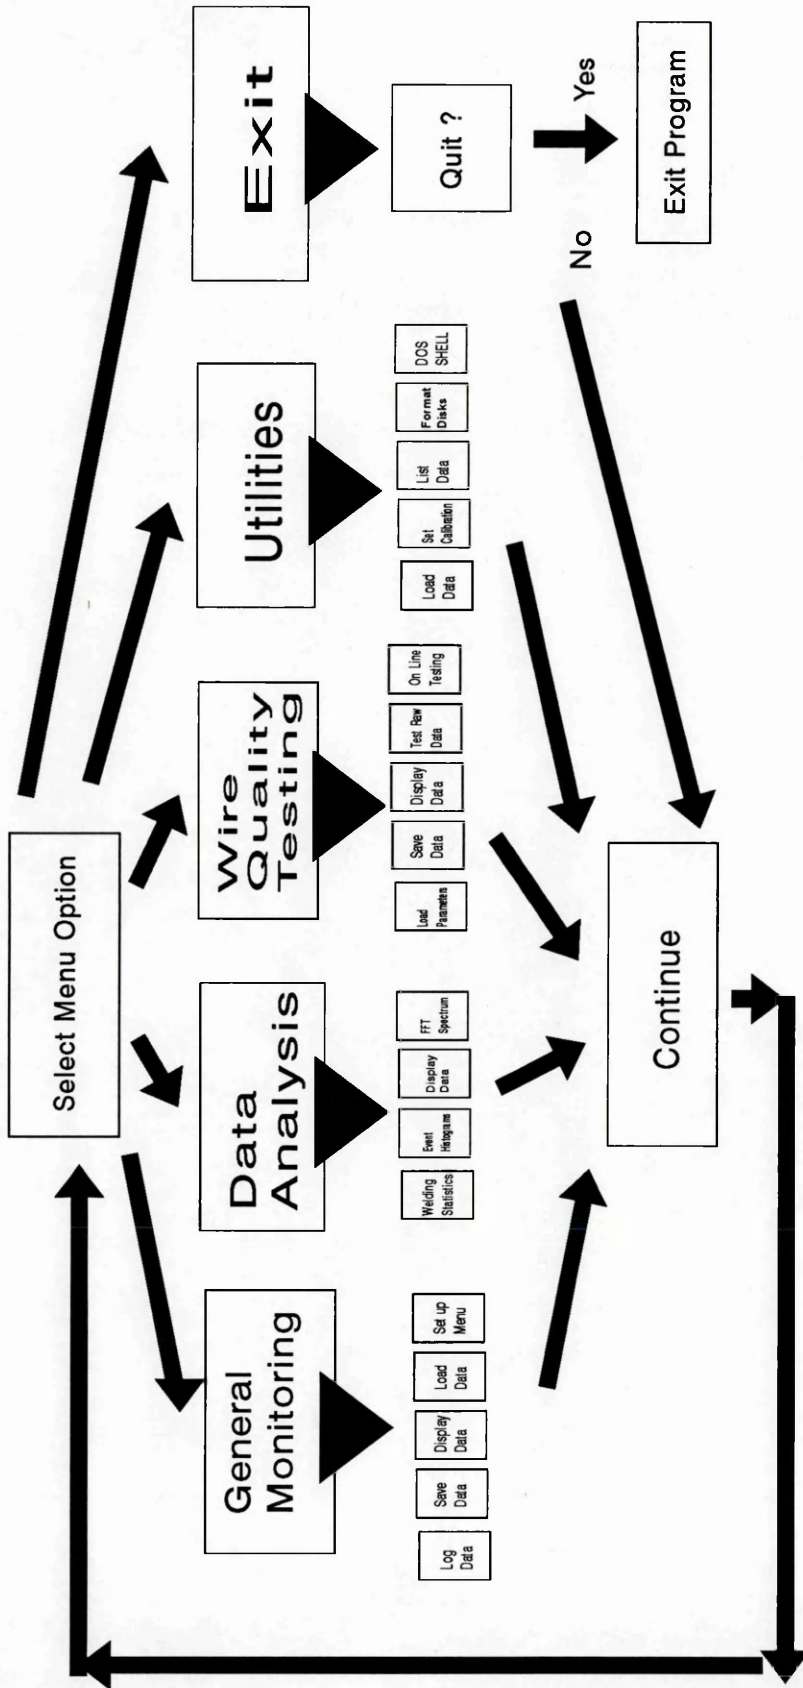 Select Menu Option
General
Monitoring
Data
Analysis
Wire
Quality
Testing
Utilities
Exit
Log
Data
Save
Data
Display
Data
Load
Data
Set up
Menu
Welding
Statistics
Event
Histograms
Display
Data
FFT
Spectrum
Load
Parameters
Save
Data
Display
Data
Test Raw
Data
On Line
Testing
Load
Data
Set
Calibration
List
Data
Format
Disks
DOS
SHELL
Quit ?
No
Yes
Continue
Exit Program